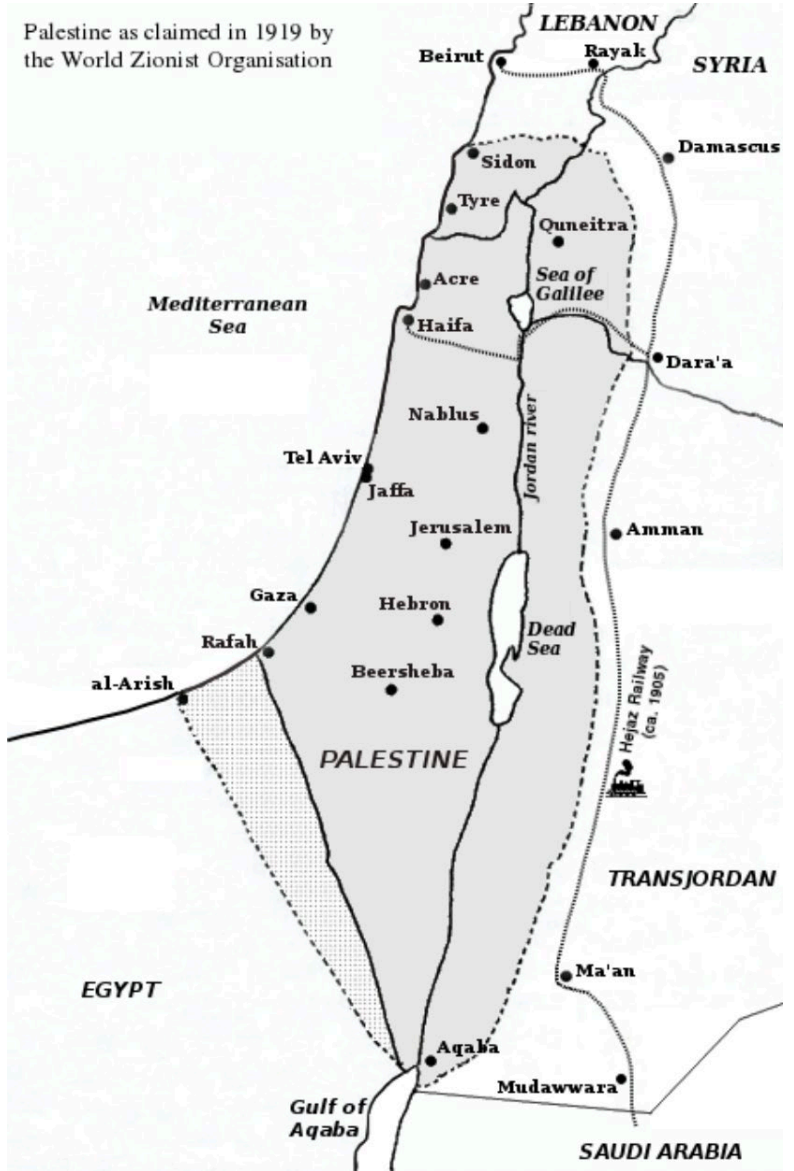 Palestine as claimed in 1919 by
the World Zionist Organisation
LEBANON
Beirut
Rayak
SYRIA
Damascus
Sidon
Tyre
Quneitra
Acre
Sea of
Galilee
Mediterranean
Sea
Haifa
Dara'a
Nablus
Jordan river
Tel Aviv
Jaffa
Jerusalem
Amman
Gaza
Hebron
Rafah
Dead
Sea
Beersheba
al-Arish
Hejaz Railway
(ca. 1905)
PALESTINE
TRANSJORDAN
EGYPT
Ma'an
Aqaba
Mudawwara
Gulf of
Aqaba
SAUDI ARABIA